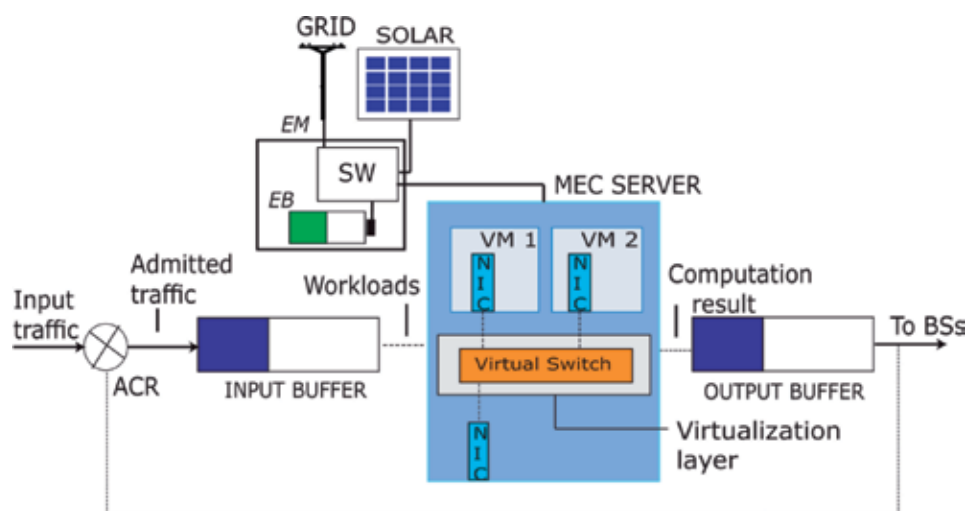 GRID
SOLAR
EM
SW
EB
MEC SERVER
VM 1
VM 2
NIC
NIC
Admitted
traffic
Workloads
Computation
result
Input
traffic
To BSs
Virtual Switch
ACR
INPUT BUFFER
OUTPUT BUFFER
NIC
Virtualization
layer